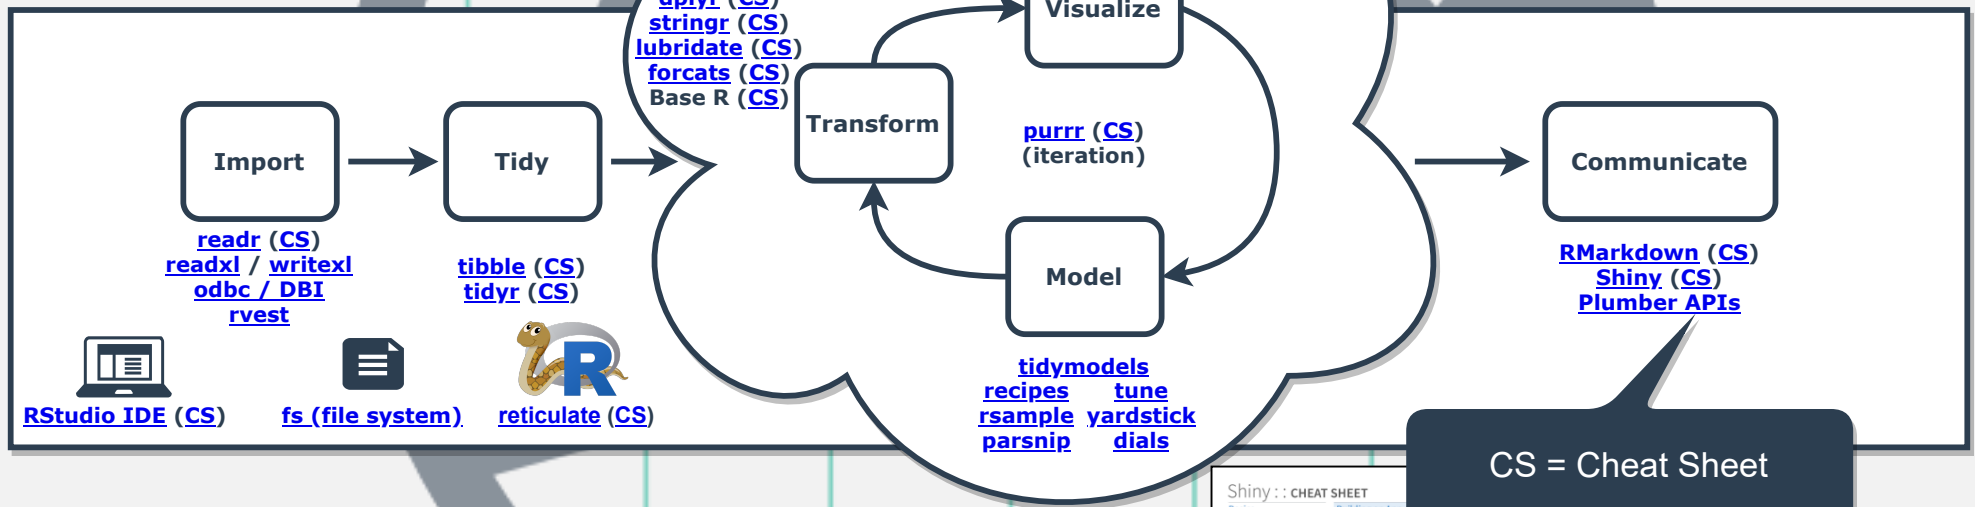 dplyr (CS)
stringr (CS)
lubridate (CS)
forcats (CS)
Base R (CS)
Visualize
Transform
purrr (CS)
(iteration)
Import
Tidy
Communicate
readr (CS)
readxl / writexl
odbc / DBI
rvest
tibble (CS)
tidyr (CS)
Model
RMarkdown (CS)
Shiny (CS)
Plumber APIs
R
RStudio IDE (CS)
fs (file system)
reticulate (CS)
tidymodels
recipes tune
rsample yardstick
parsnip dials
CS = Cheat Sheet
Shiny : : CHEAT SHEET